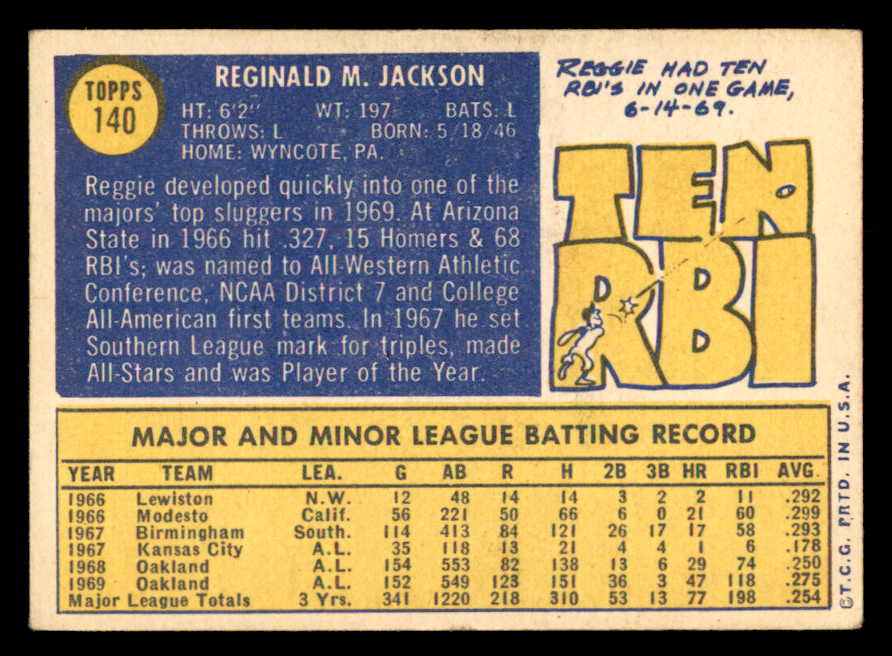 TOPPS
140
REGINALD M. JACKSON
HT: 6'2" WT: 197 BATS: L
THROWS: L BORN: 5/18/46
HOME: WYNCOTE, PA.
Reggie developed quickly into one of the
majors' top sluggers in 1969. At Arizona
State in 1966 hit .327, 15 Homers & 68
RBI's; was named to All-Western Athletic
Conference, NCAA District 7 and College
All-American first teams. In 1967 he set
Southern League mark for triples, made
All-Stars and was Player of the Year.
REGGIE HAD TEN
RBI'S IN ONE GAME,
6-14-69.
TEN
RBI
MAJOR AND MINOR LEAGUE BATTING RECORD
YEAR TEAM LEA. G AB R H 2B 3B HR RBI AVG.
1966 Lewiston N.W. 12 48 14 14 3 2 2 11 .292
1966 Modesto Calif. 56 221 50 66 6 0 21 60 .299
1967 Birmingham South. 114 413 84 121 26 17 17 58 .293
1967 Kansas City A.L. 35 118 13 21 4 4 1 6 .178
1968 Oakland A.L. 154 553 82 138 13 6 29 74 .250
1969 Oakland A.L. 152 549 123 151 36 3 47 118 .275
Major League Totals 3 Yrs. 341 1220 218 310 53 13 77 198 .254
©T.C.G. PRTD. IN U.S.A.